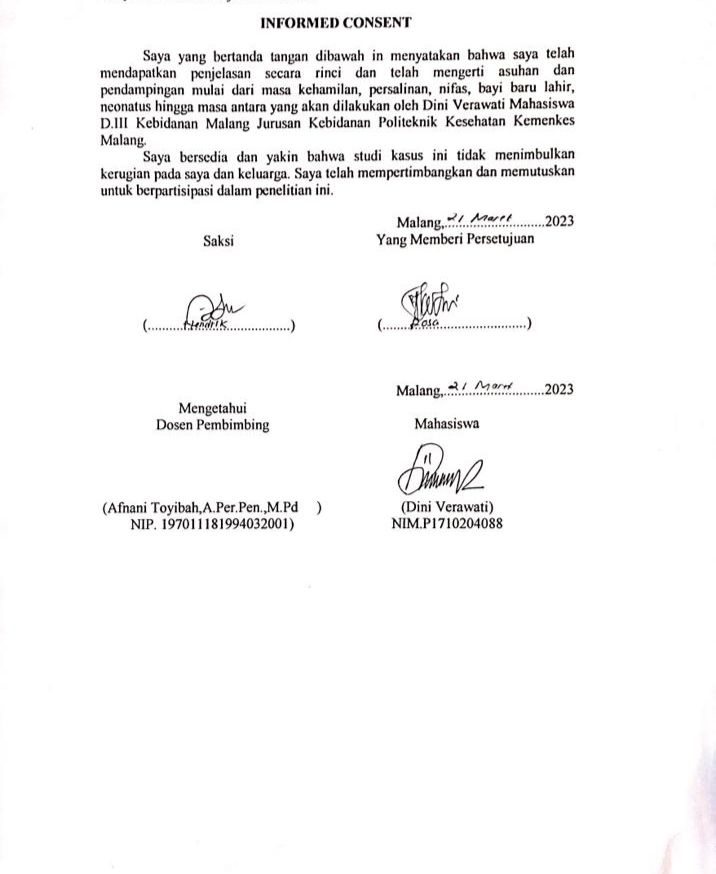 INFORMED CONSENT
Saya yang bertanda tangan dibawah in menyatakan bahwa saya telah
mendapatkan penjelasan secara rinci dan telah mengerti asuhan dan
pendampingan mulai dari masa kehamilan, persalinan, nifas, bayi baru lahir,
neonatus hingga masa antara yang akan dilakukan oleh Dini Verawati Mahasiswa
D.III Kebidanan Malang Jurusan Kebidanan Politeknik Kesehatan Kemenkes
Malang.
Saya bersedia dan yakin bahwa studi kasus ini tidak menimbulkan
kerugian pada saya dan keluarga. Saya telah mempertimbangkan dan memutuskan
untuk berpartisipasi dalam penelitian ini.
Malang, 21 Maret 2023
Saksi Yang Memberi Persetujuan
(..........Hendrik..................) (.......Rosa..........................)
Malang, 21 Maret 2023
Mengetahui
Dosen Pembimbing Mahasiswa
(Afnani Toyibah,A.Per.Pen.,M.Pd ) (Dini Verawati)
NIP. 197011181994032001) NIM.P1710204088